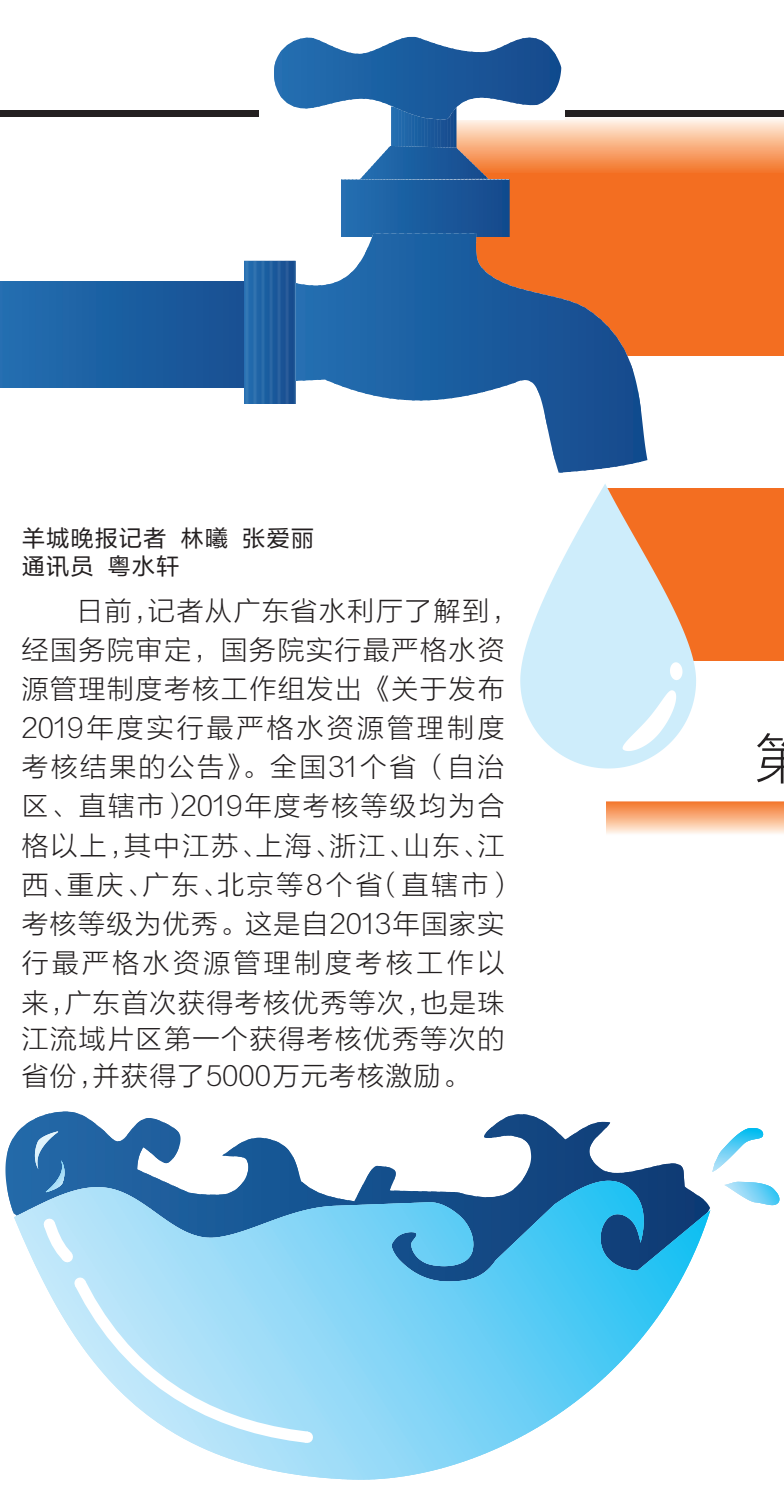 羊城晚报记者 林曦 张爱丽
通讯员 粤水轩
日前，记者从广东省水利厅了解到，
经国务院审定，国务院实行最严格水资
源管理制度考核工作组发出《关于发布
2019年度实行最严格水资源管理制度
考核结果的公告》。全国31个省（自治
区、直辖市）2019年度考核等级均为合
格以上，其中江苏、上海、浙江、山东、江
西、重庆、广东、北京等8个省（直辖市）
考核等级为优秀。这是自2013年国家实
行最严格水资源管理制度考核工作以
来，广东首次获得考核优秀等次，也是珠
江流域片区第一个获得考核优秀等次的
省份，并获得了5000万元考核激励。